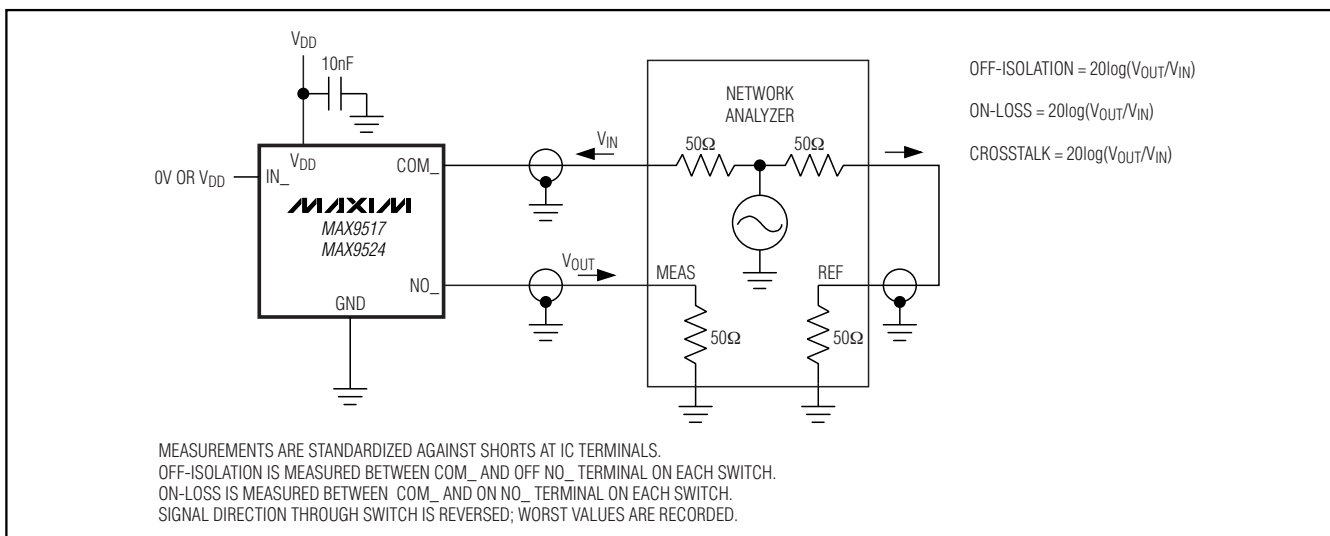 V_DD
10nF
V_DD
COM_
0V OR V_DD
IN_
MAXIM
MAX9517
MAX9524
NO_
GND
V_IN
V_OUT
NETWORK
ANALYZER
50Ω
50Ω
MEAS
REF
50Ω
50Ω
OFF-ISOLATION = 20log(V_OUT/V_IN)
ON-LOSS = 20log(V_OUT/V_IN)
CROSSTALK = 20log(V_OUT/V_IN)
MEASUREMENTS ARE STANDARDIZED AGAINST SHORTS AT IC TERMINALS.
OFF-ISOLATION IS MEASURED BETWEEN COM_ AND OFF NO_ TERMINAL ON EACH SWITCH.
ON-LOSS IS MEASURED BETWEEN COM_ AND ON NO_ TERMINAL ON EACH SWITCH.
SIGNAL DIRECTION THROUGH SWITCH IS REVERSED; WORST VALUES ARE RECORDED.